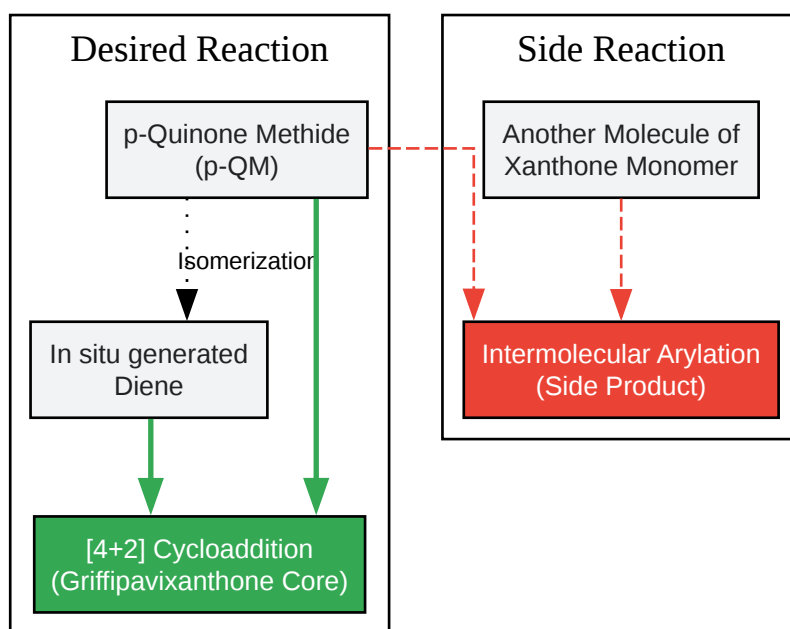 Desired Reaction
p-Quinone Methide
(p-QM)
Isomerization
In situ generated
Diene
[4+2] Cycloaddition
(Griffipavixanthone Core)
Side Reaction
Another Molecule of
Xanthone Monomer
Intermolecular Arylation
(Side Product)